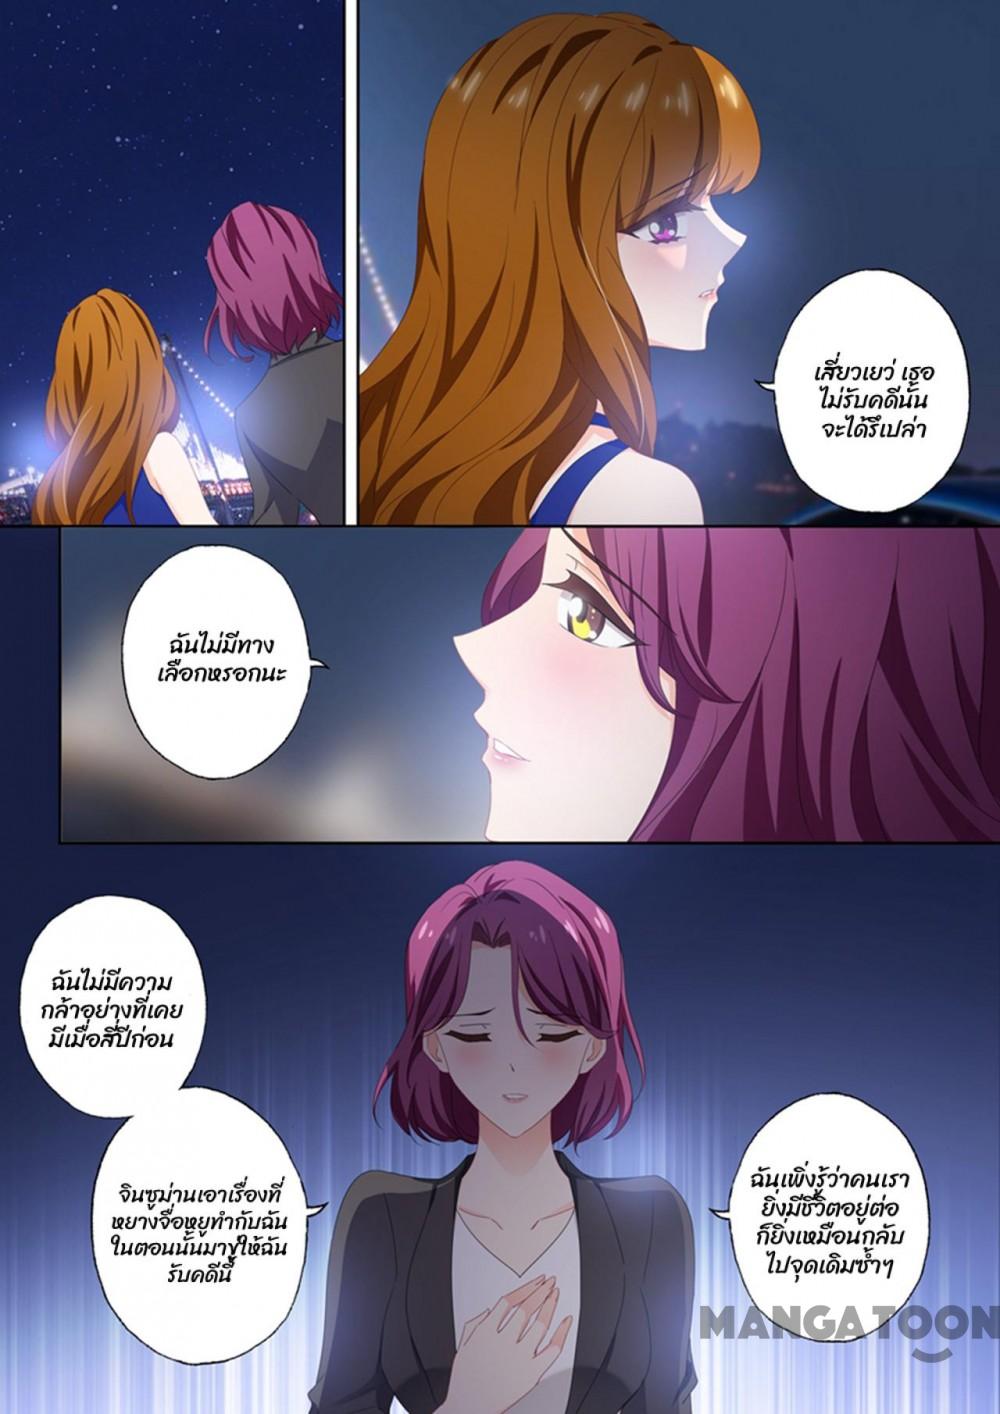 เสี่ยวเยว่ เธอ
ไม่รับคดีนั้น
จะได้รึเปล่า
ฉันไม่มีทาง
เลือกหรอกนะ
ฉันไม่มีความ
กล้าอย่างที่เคย
มีเมื่อสี่ปีก่อน
จินซูม่านเอาเรื่องที่
หยางจื่อหยูทำกับฉัน
ในตอนนั้นมาขู่ให้ฉัน
รับคดีนี้
ฉันเพิ่งรู้ว่าคนเรา
ยิ่งมีชีวิตอยู่ต่อ
ก็ยิ่งเหมือนกลับ
ไปจุดเดิมซ้ำๆ
MANGATOON